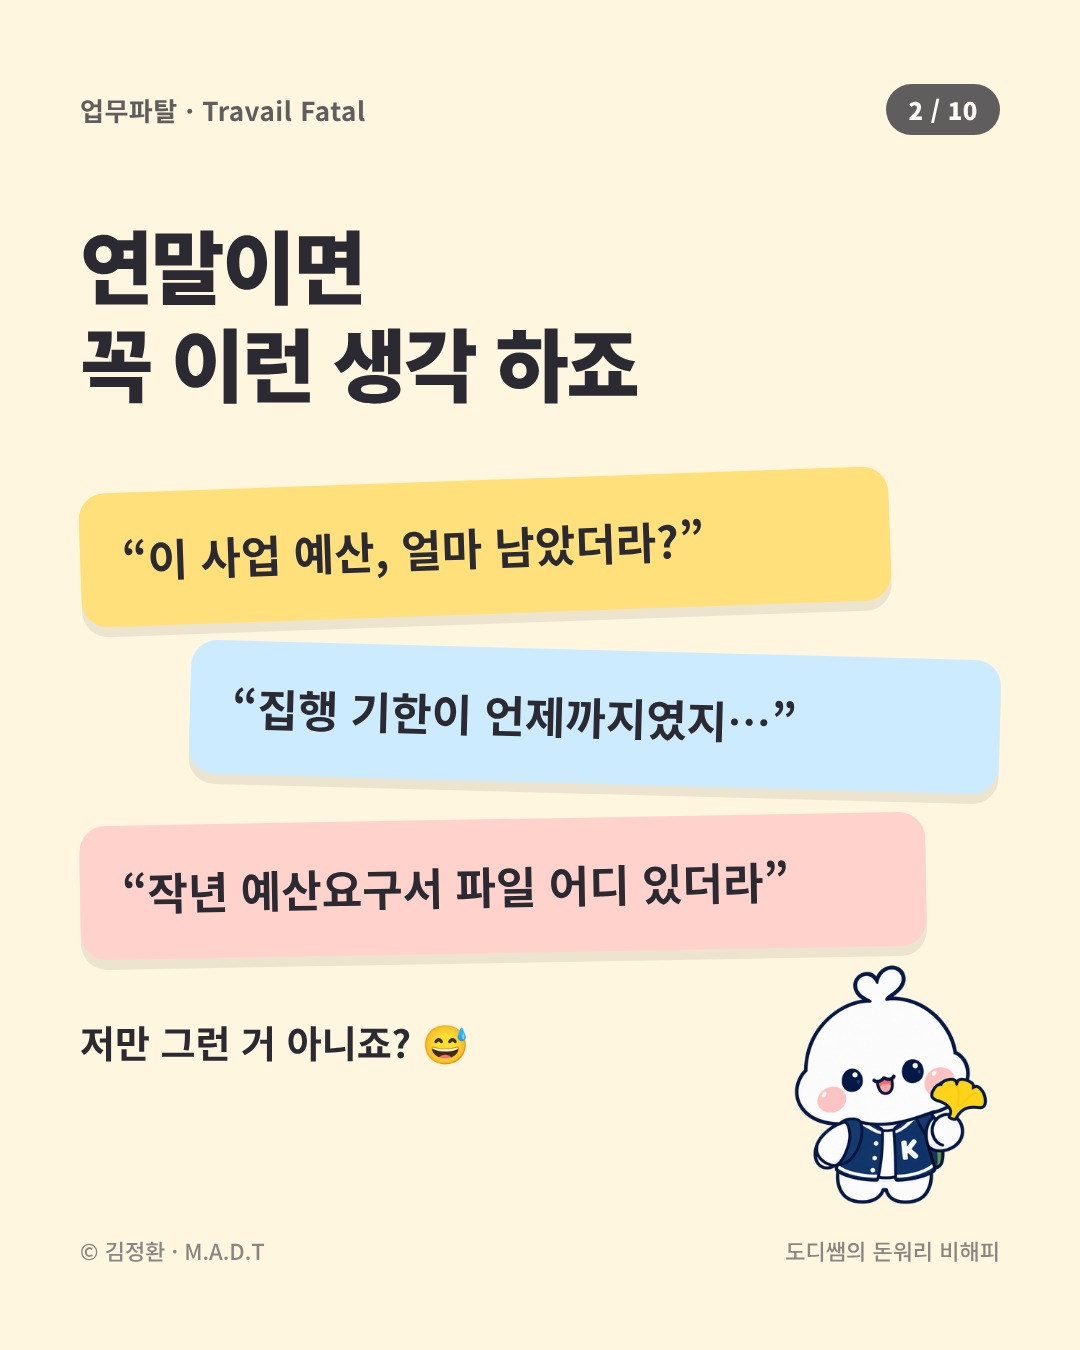 업무파탈 · Travail Fatal
2 / 10
연말이면
꼭 이런 생각 하죠
“이 사업 예산, 얼마 남았더라?”
“집행 기한이 언제까지였지…”
“작년 예산요구서 파일 어디 있더라”
저만 그런 거 아니죠? 😅
K
© 김정환 · M.A.D.T
도디쌤의 돈워리 비해피